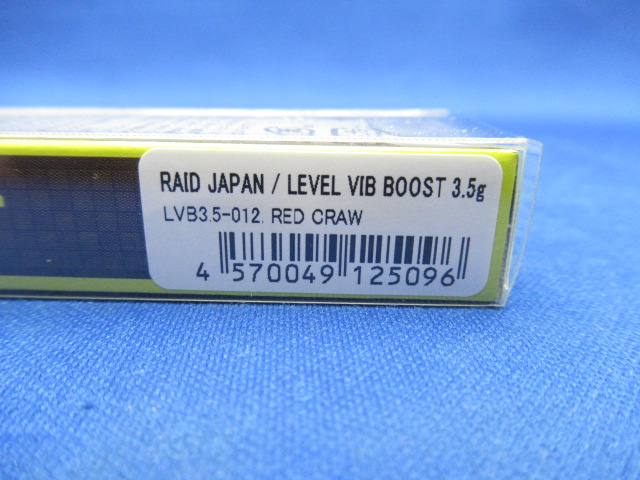 RAID JAPAN / LEVEL VIB BOOST 3.5g
LVB3.5-012. RED CRAW
4 570049 125096